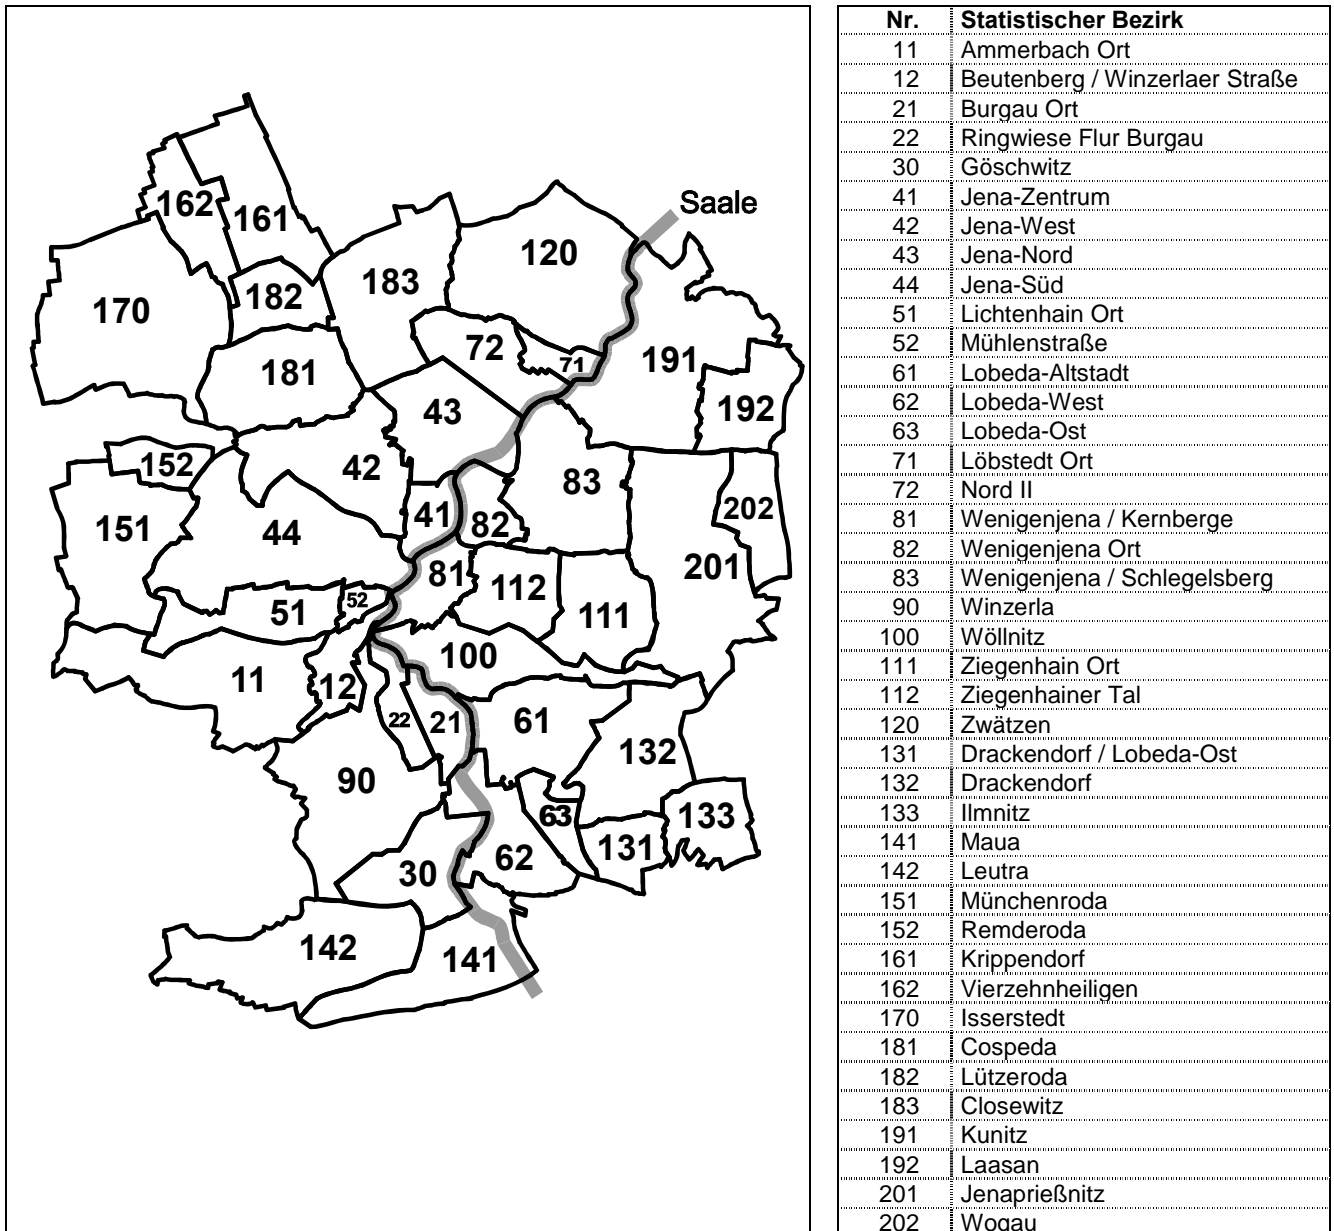 Saale
162
161
120
183
182
170
72
71
191
181
192
43
42
152
83
202
151
41
82
44
201
81
112
52
111
51
100
11
12
22
21
61
132
90
63
133
131
62
30
142
141
Nr. Statistischer Bezirk
11 Ammerbach Ort
12 Beutenberg / Winzerlaer Straße
21 Burgau Ort
22 Ringwiese Flur Burgau
30 Göschwitz
41 Jena-Zentrum
42 Jena-West
43 Jena-Nord
44 Jena-Süd
51 Lichtenhain Ort
52 Mühlenstraße
61 Lobeda-Altstadt
62 Lobeda-West
63 Lobeda-Ost
71 Löbstedt Ort
72 Nord II
81 Wenigenjena / Kernberge
82 Wenigenjena Ort
83 Wenigenjena / Schlegelsberg
90 Winzerla
100 Wöllnitz
111 Ziegenhain Ort
112 Ziegenhainer Tal
120 Zwätzen
131 Drackendorf / Lobeda-Ost
132 Drackendorf
133 Ilmnitz
141 Maua
142 Leutra
151 Münchenroda
152 Remderoda
161 Krippendorf
162 Vierzehnheiligen
170 Isserstedt
181 Cospeda
182 Lützeroda
183 Closewitz
191 Kunitz
192 Laasan
201 Jenaprießnitz
202 Wogau